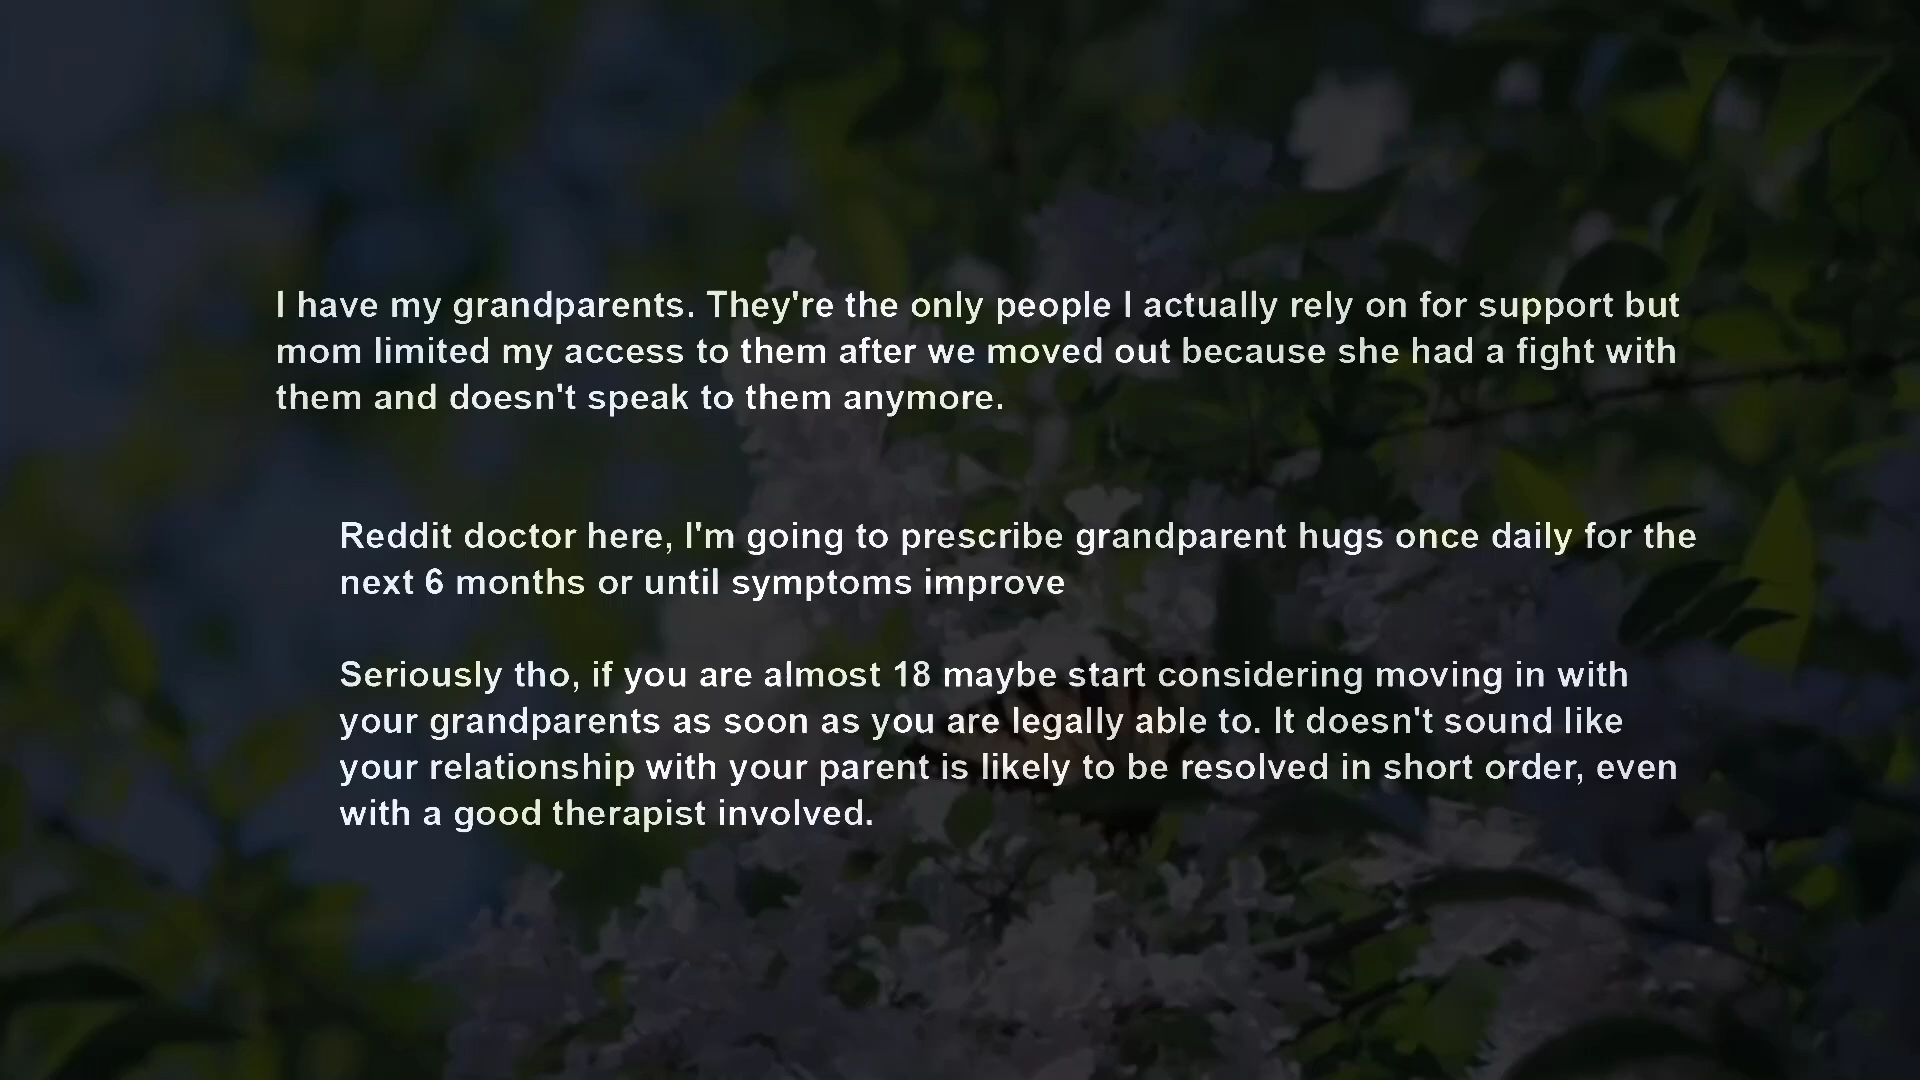 I have my grandparents. They're the only people I actually rely on for support but
mom limited my access to them after we moved out because she had a fight with
them and doesn't speak to them anymore.
Reddit doctor here, I'm going to prescribe grandparent hugs once daily for the
next 6 months or until symptoms improve
Seriously tho, if you are almost 18 maybe start considering moving in with
your grandparents as soon as you are legally able to. It doesn't sound like
your relationship with your parent is likely to be resolved in short order, even
with a good therapist involved.